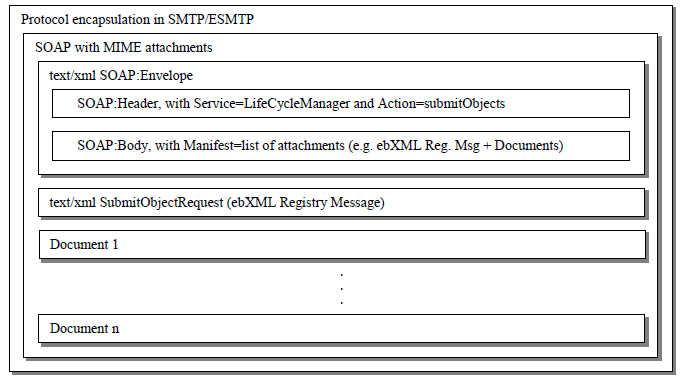 Protocol encapsulation in SMTP/ESMTP
SOAP with MIME attachments
text/xml SOAP:Envelope
SOAP:Header, with Service=LifeCycleManager and Action=submitObjects
SOAP:Body, with Manifest=list of attachments (e.g. ebXML Reg. Msg + Documents)
text/xml SubmitObjectRequest (ebXML Registry Message)
Document 1
.
.
.
Document n